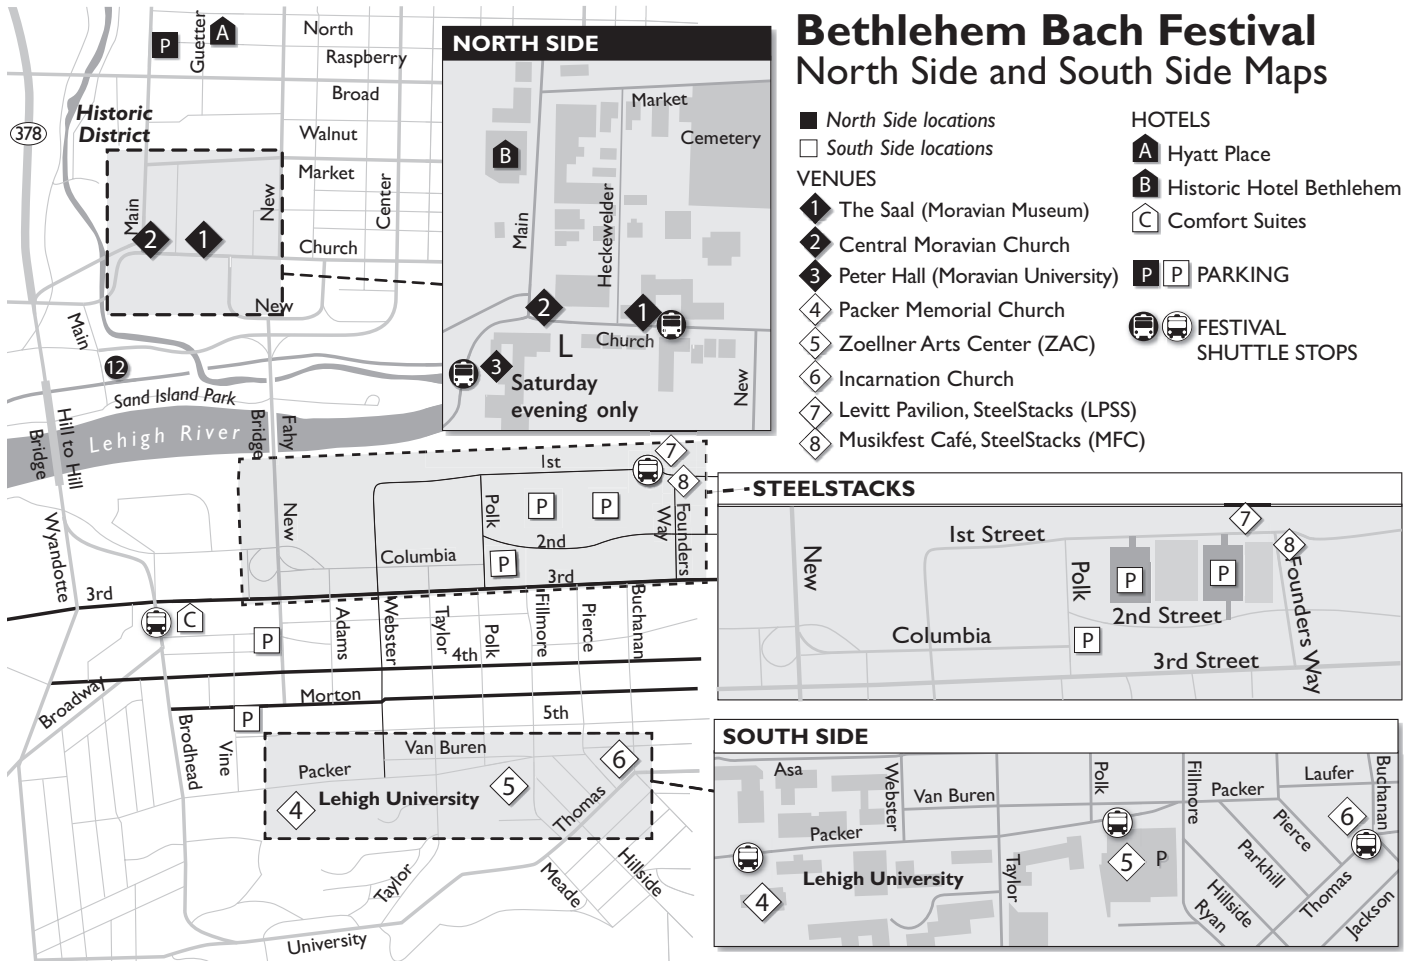 Bethlehem Bach Festival
North Side and South Side Maps
North Side locations
South Side locations
VENUES
1 The Saal (Moravian Museum)
2 Central Moravian Church
3 Peter Hall (Moravian University)
4 Packer Memorial Church
5 Zoellner Arts Center (ZAC)
6 Incarnation Church
7 Levitt Pavilion, SteelStacks (LPSS)
8 Musikfest Café, SteelStacks (MFC)
HOTELS
A Hyatt Place
B Historic Hotel Bethlehem
C Comfort Suites
P P PARKING
FESTIVAL
SHUTTLE STOPS
P
Guetter
A
North
Raspberry
Broad
Walnut
Market
Center
Church
378
Historic
District
Main
New
2
1
New
Main
12
Sand Island Park
Lehigh River
Hill to Hill
Bridge
Fahy
Bridge
NORTH SIDE
Market
Cemetery
B
Main
Heckewelder
2
1
Church
L
3
Saturday
evening only
New
7
8
1st
New
Polk
P
P
Founders
Way
2nd
Columbia
P
3rd
Wyandotte
3rd
C
P
Adams
Webster
Taylor
Polk
Fillmore
Pierce
Buchanan
4th
Broadway
Morton
5th
P
Brodhead
Vine
Van Buren
Packer
6
5
4
Lehigh University
Thomas
Taylor
Meade
Hillside
University
STEELSTACKS
7
8
1st Street
New
Polk
P
P
2nd Street
Founders Way
Columbia
P
3rd Street
SOUTH SIDE
Asa
Webster
Van Buren
Polk
Fillmore
Packer
Laufer
Buchanan
Packer
6
Pierce
Parkhill
5
P
Lehigh University
Taylor
4
Hillside
Ryan
Thomas
Jackson